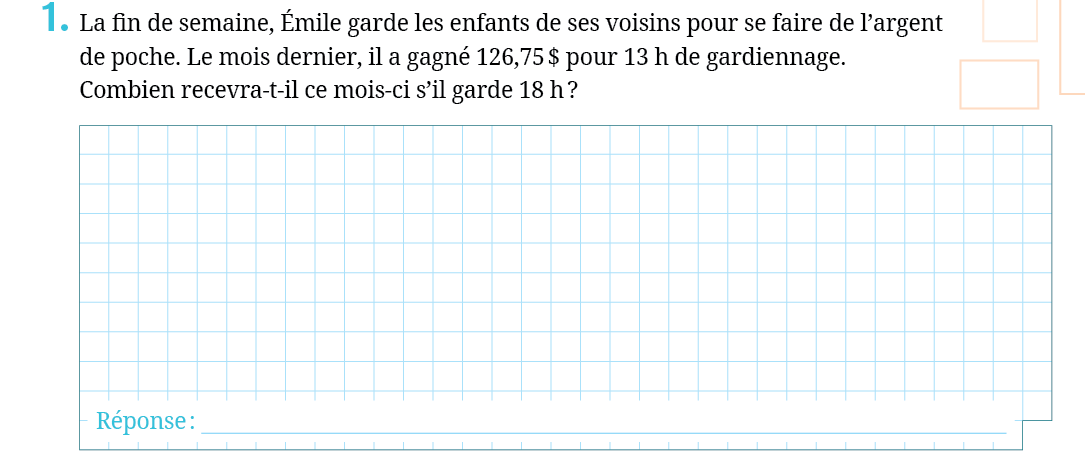 1. La fin de semaine, Émile garde les enfants de ses voisins pour se faire de l’argent
de poche. Le mois dernier, il a gagné 126,75 $ pour 13 h de gardiennage.
Combien recevra-t-il ce mois-ci s’il garde 18 h ?
Réponse :